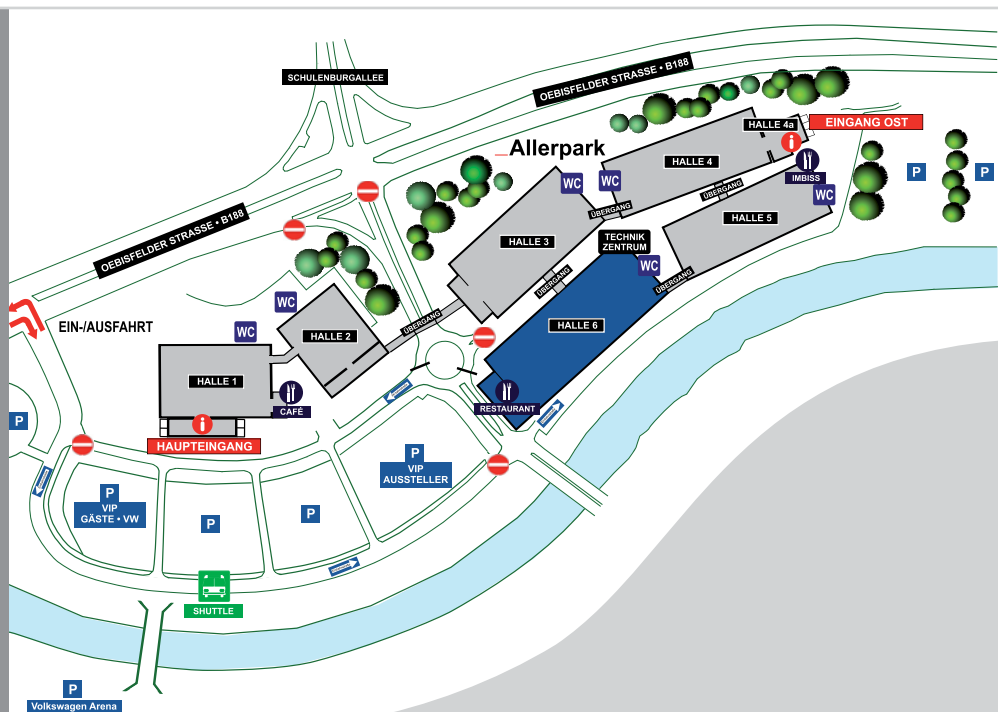 SCHULENBURGALLEE
OEBISFELDER STRASSE • B188
HALLE 4a
EINGANG OST
_Allerpark
HALLE 4
WC
WC
IMBISS
P
P
ÜBERGANG
WC
ÜBERGANG
HALLE 5
OEBISFELDER STRASSE • B188
HALLE 3
TECHNIK
ZENTRUM
WC
ÜBERGANG
ÜBERGANG
WC
EIN-/AUSFAHRT
WC
HALLE 2
ÜBERGANG
HALLE 6
HALLE 1
CAFÉ
RESTAURANT
P
i
HAUPTEINGANG
P
VIP
AUSSTELLER
P
VIP
GÄSTE • VW
P
P
SHUTTLE
P
Volkswagen Arena